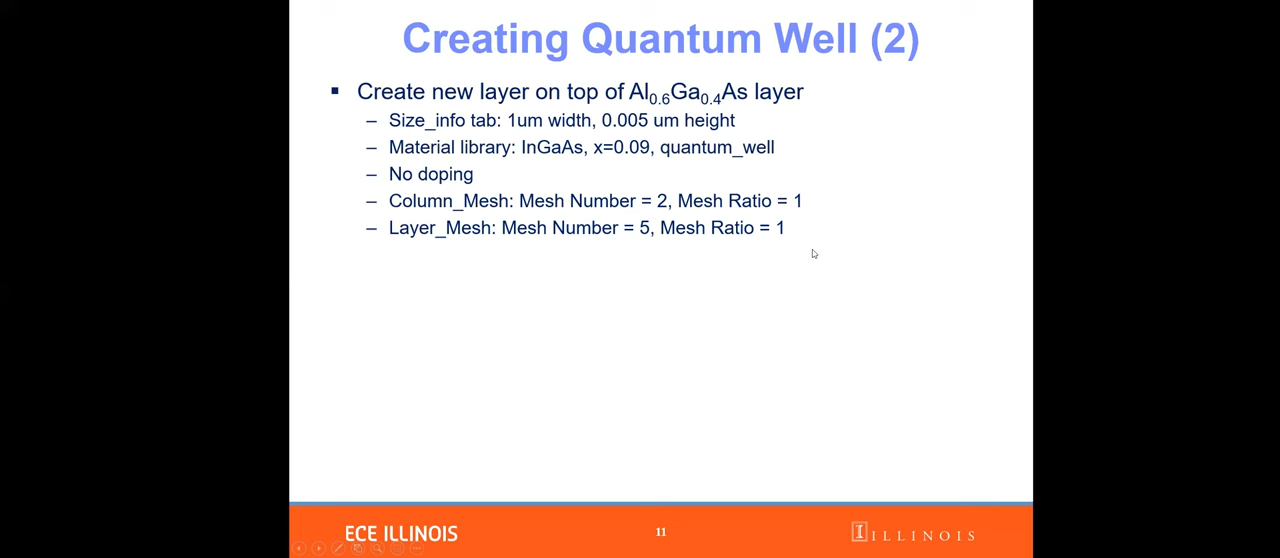 Creating Quantum Well (2)
▪ Create new layer on top of Al0.6Ga0.4As layer
– Size_info tab: 1um width, 0.005 um height
– Material library: InGaAs, x=0.09, quantum_well
– No doping
– Column_Mesh: Mesh Number = 2, Mesh Ratio = 1
– Layer_Mesh: Mesh Number = 5, Mesh Ratio = 1
ECE ILLINOIS
11
I ILLINOIS